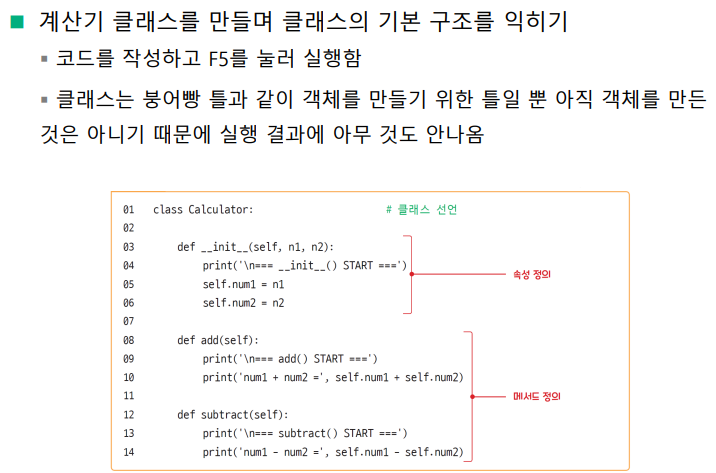 계산기 클래스를 만들며 클래스의 기본 구조를 익히기
코드를 작성하고 F5를 눌러 실행함
클래스는 붕어빵 틀과 같이 객체를 만들기 위한 틀일 뿐 아직 객체를 만든
것은 아니기 때문에 실행 결과에 아무 것도 안나옴
01 class Calculator: # 클래스 선언
02
03 def __init__(self, n1, n2):
04 print('\n=== __init__() START ===')
05 self.num1 = n1
속성 정의
06 self.num2 = n2
07
08 def add(self):
09 print('\n=== add() START ===')
10 print('num1 + num2 =', self.num1 + self.num2)
11
메서드 정의
12 def subtract(self):
13 print('\n=== subtract() START ===')
14 print('num1 - num2 =', self.num1 - self.num2)